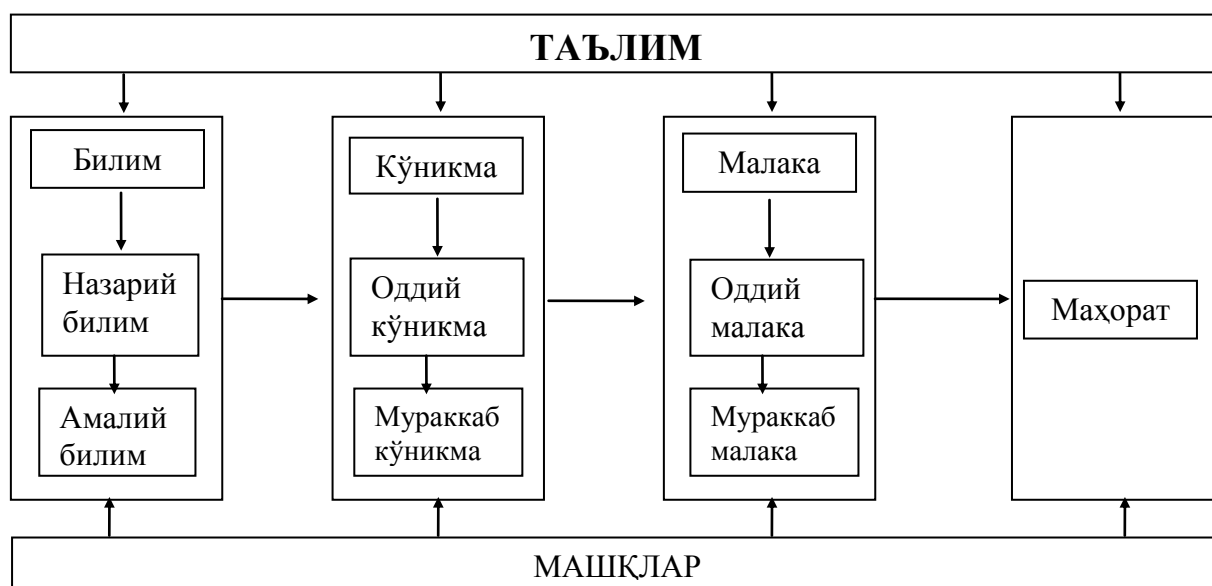 ТАЪЛИМ
Билим
Назарий
билим
Амалий
билим
Кўникма
Оддий
кўникма
Мураккаб
кўникма
Малака
Оддий
малака
Мураккаб
малака
Маҳорат
МАШҚЛАР